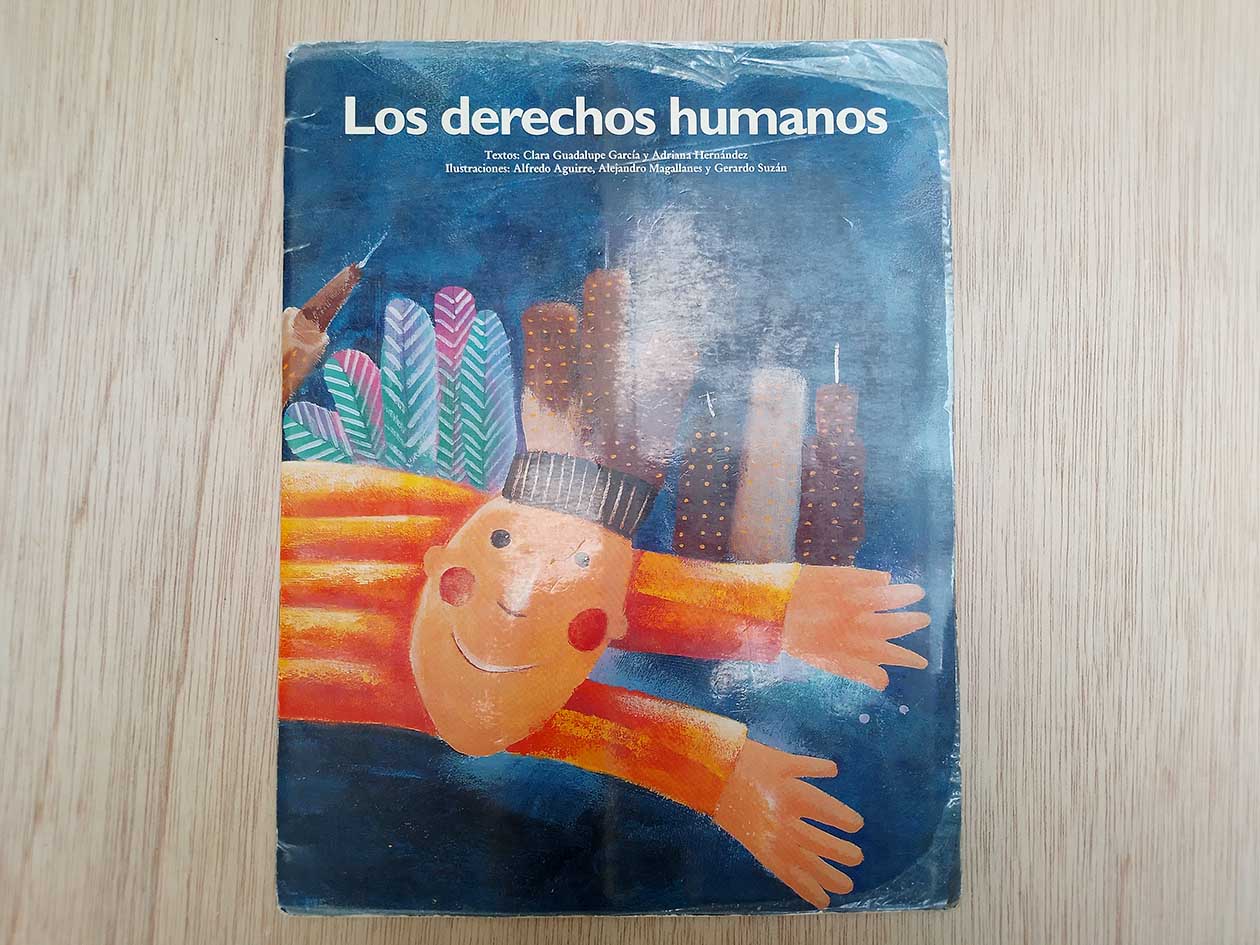 Los derechos humanos
Textos: Clara Guadalupe García y Adriana Hernández
Ilustraciones: Alfredo Aguirre, Alejandro Magallanes y Gerardo Suzán